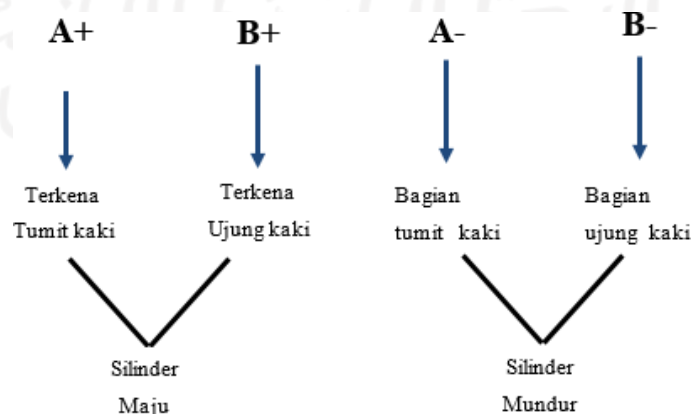 A+ B+ A- B-
Terkena
Tumit kaki
Terkena
Ujung kaki
Bagian
tumit kaki
Bagian
ujung kaki
Silinder
Maju
Silinder
Mundur